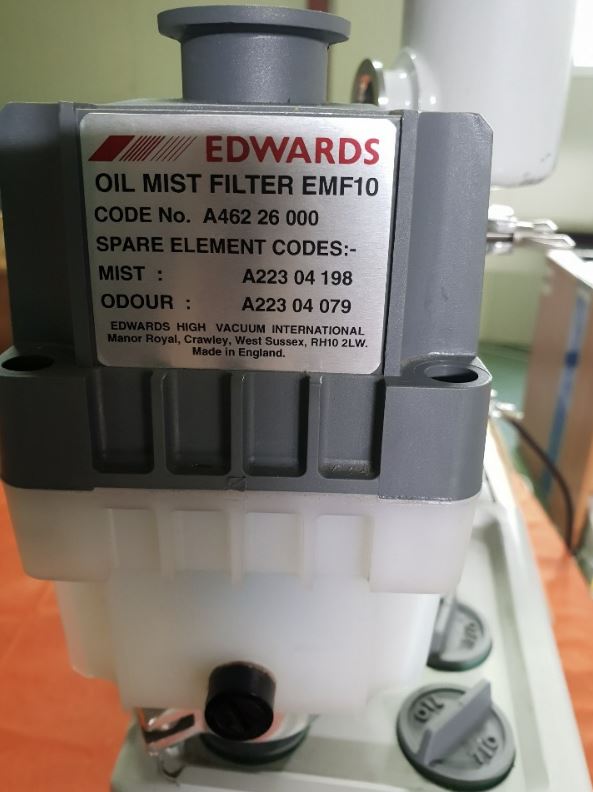 EDWARDS
OIL MIST FILTER EMF10
CODE No. A462 26 000
SPARE ELEMENT CODES:-
MIST : A223 04 198
ODOUR : A223 04 079
EDWARDS HIGH VACUUM INTERNATIONAL
Manor Royal, Crawley, West Sussex, RH10 2LW.
Made in England.
OIL
OIL